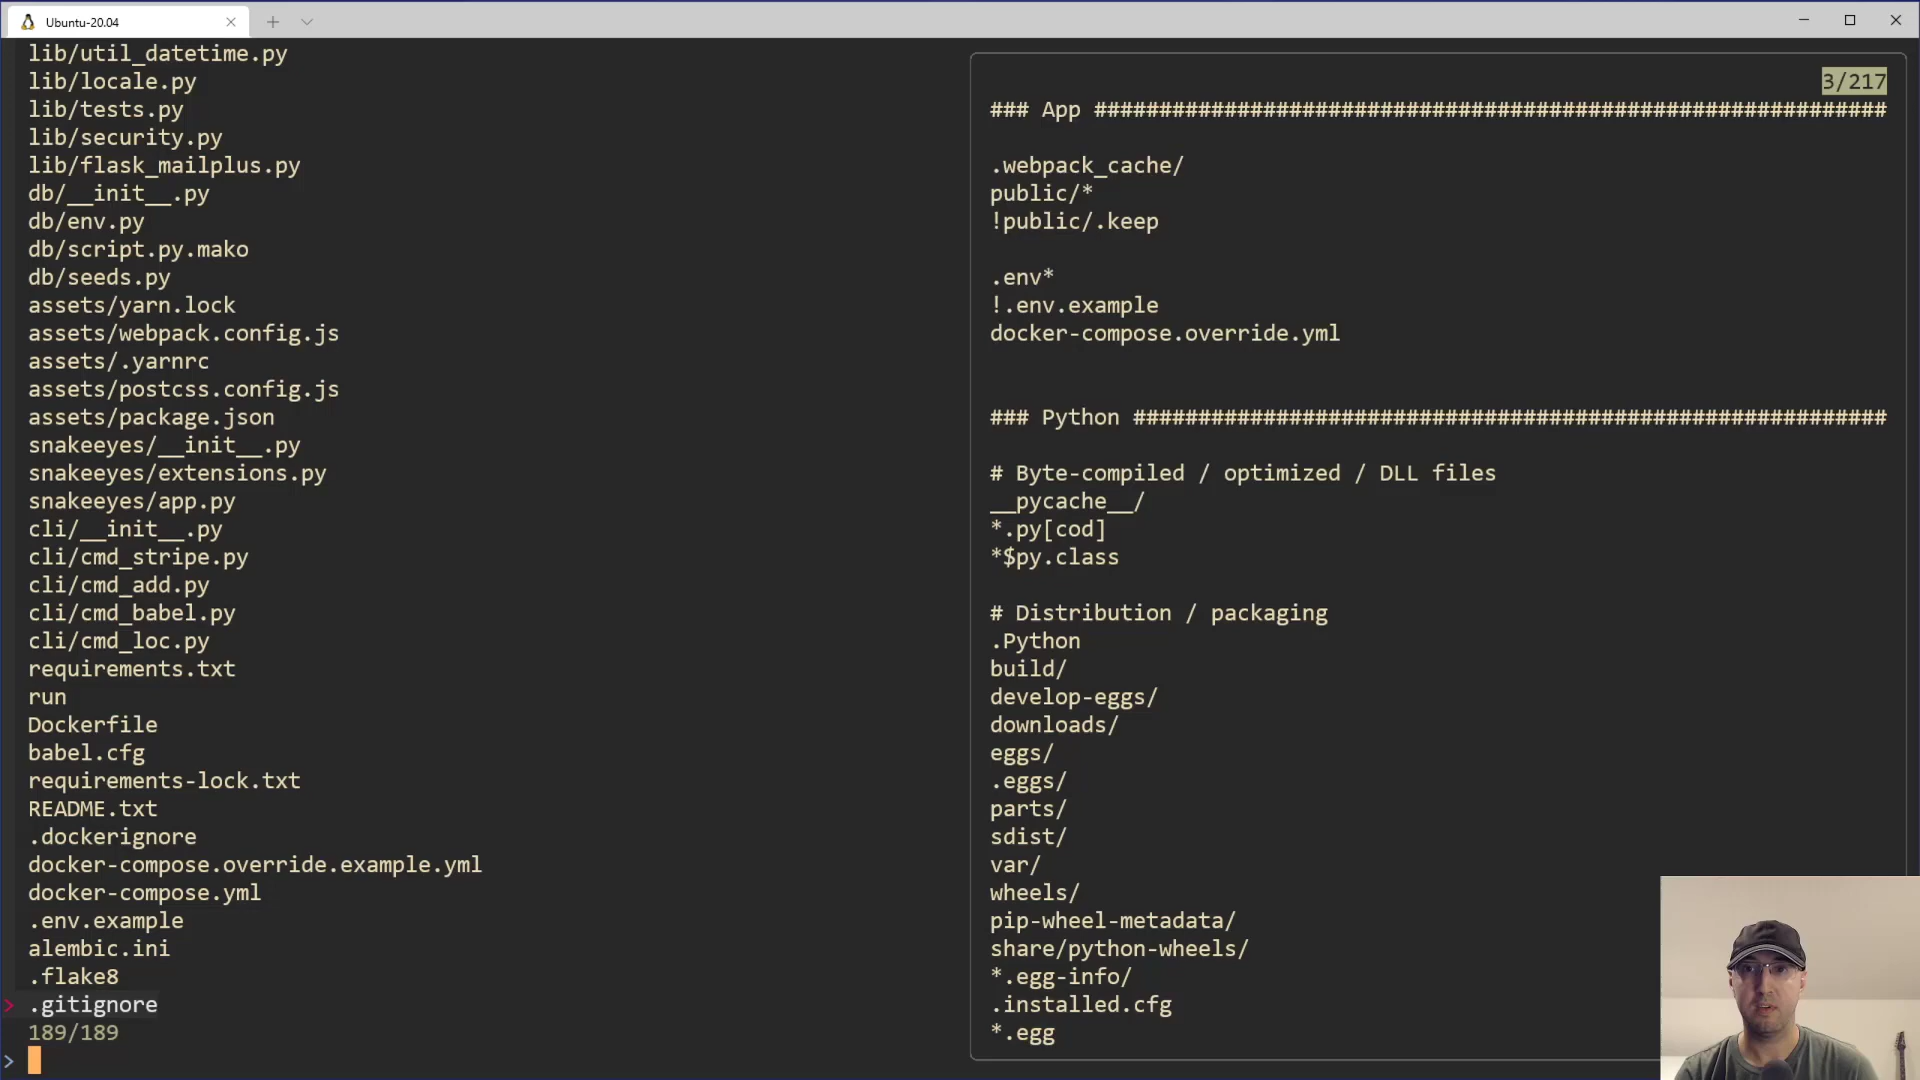 Ubuntu-20.04
lib/util_datetime.py
lib/locale.py
lib/tests.py
lib/security.py
lib/flask_mailplus.py
db/__init__.py
db/env.py
db/script.py.mako
db/seeds.py
assets/yarn.lock
assets/webpack.config.js
assets/.yarnrc
assets/postcss.config.js
assets/package.json
snakeeyes/__init__.py
snakeeyes/extensions.py
snakeeyes/app.py
cli/__init__.py
cli/cmd_stripe.py
cli/cmd_add.py
cli/cmd_babel.py
cli/cmd_loc.py
requirements.txt
run
Dockerfile
babel.cfg
requirements-lock.txt
README.txt
.dockerignore
docker-compose.override.example.yml
docker-compose.yml
.env.example
alembic.ini
.flake8
> .gitignore
189/189
>
3/217
### App #############################################################
.webpack_cache/
public/*
!public/.keep
.env*
!.env.example
docker-compose.override.yml
### Python ##########################################################
# Byte-compiled / optimized / DLL files
__pycache__/
*.py[cod]
*$py.class
# Distribution / packaging
.Python
build/
develop-eggs/
downloads/
eggs/
.eggs/
parts/
sdist/
var/
wheels/
pip-wheel-metadata/
share/python-wheels/
*.egg-info/
.installed.cfg
*.egg